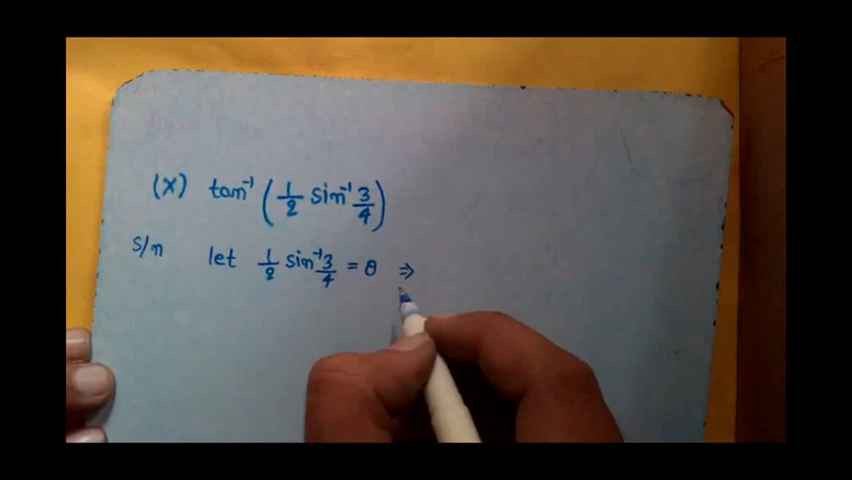 (x) tan⁻¹ (1/2 sin⁻¹ 3/4)
S/n let 1/2 sin⁻¹ 3/4 = θ ⇒